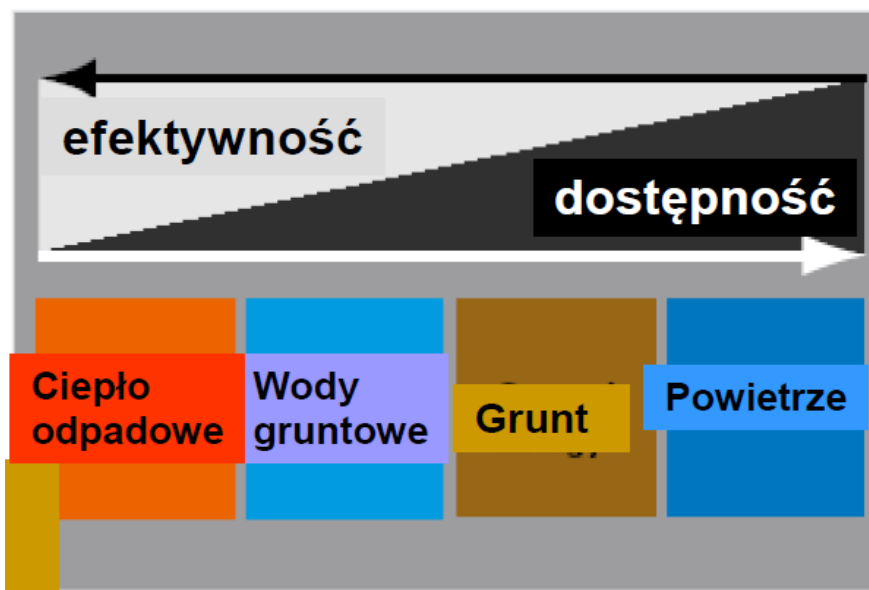 efektywność
dostępność
Ciepło
odpadowe
Wody
gruntowe
Grunt
Powietrze